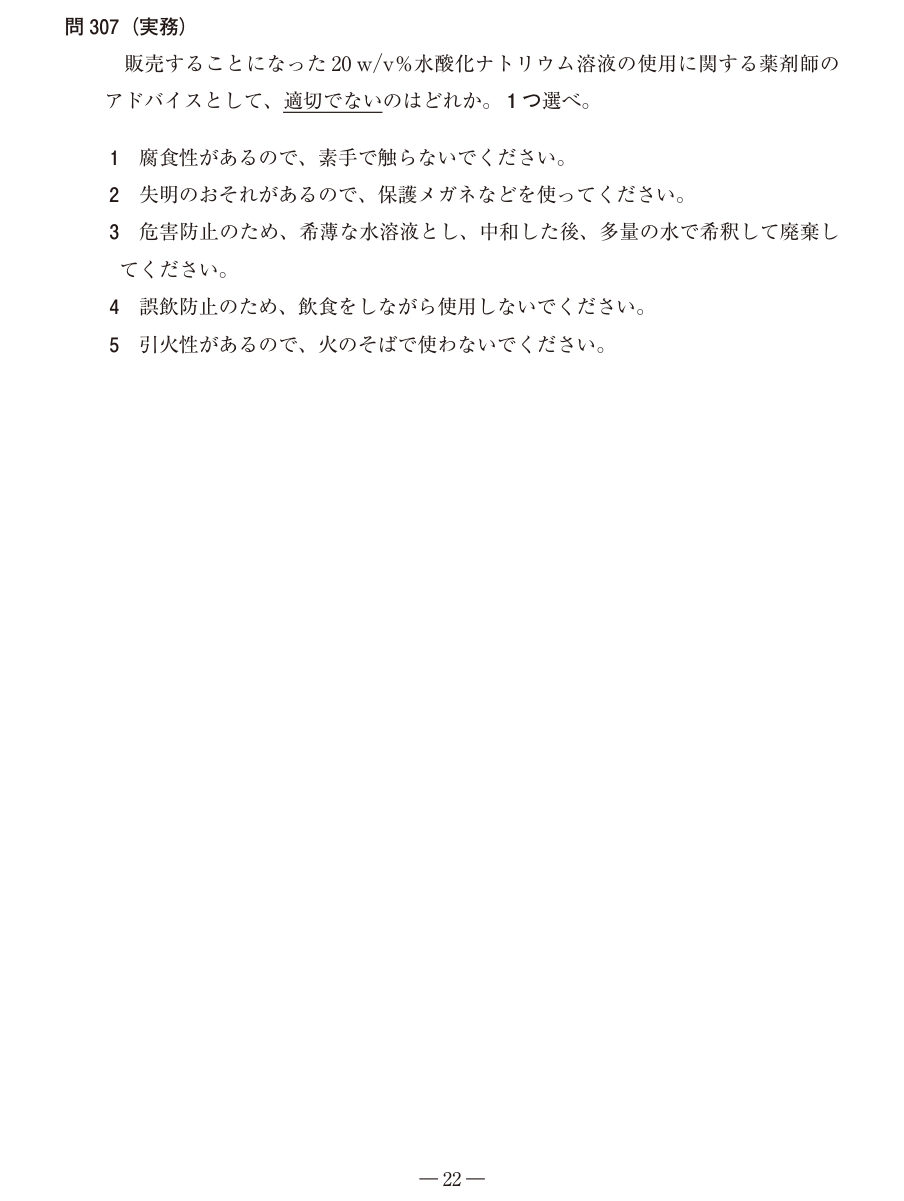 問 307（実務）
販売することになった 20 w/v％水酸化ナトリウム溶液の使用に関する薬剤師の
アドバイスとして、適切でないのはどれか。１つ選べ。
1　腐食性があるので、素手で触らないでください。
2　失明のおそれがあるので、保護メガネなどを使ってください。
3　危害防止のため、希薄な水溶液とし、中和した後、多量の水で希釈して廃棄し
てください。
4　誤飲防止のため、飲食をしながら使用しないでください。
5　引火性があるので、火のそばで使わないでください。
― 22 ―